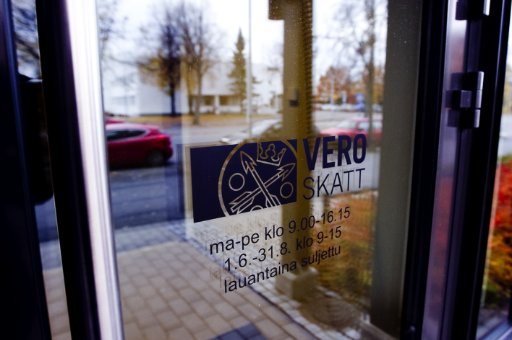 VERO
SKATT
ma-pe klo 9.00-16.15
1.6.-31.8. klo 9-15
lauantaina suljettu